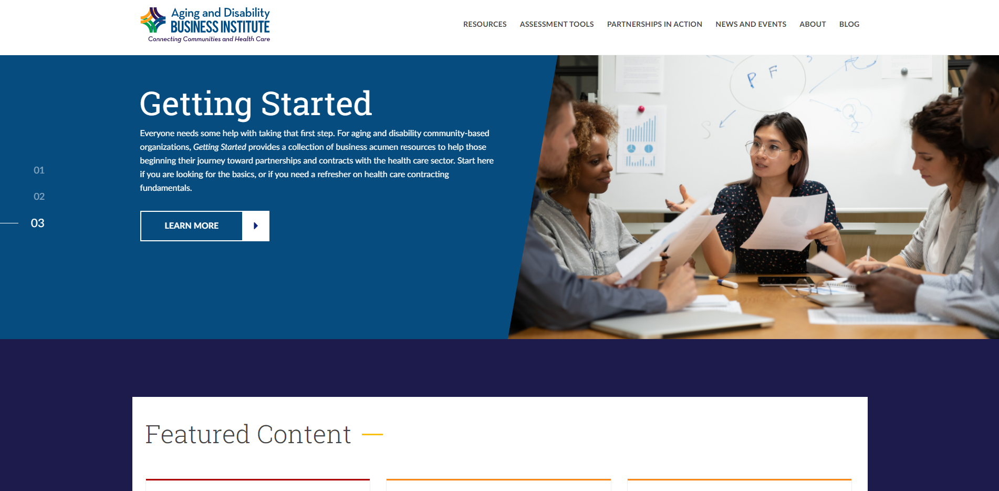 Aging and Disability
BUSINESS INSTITUTE
Connecting Communities and Health Care
RESOURCES ASSESSMENT TOOLS PARTNERSHIPS IN ACTION NEWS AND EVENTS ABOUT BLOG
Getting Started
Everyone needs some help with taking that first step. For aging and disability community-based
organizations, Getting Started provides a collection of business acumen resources to help those
beginning their journey toward partnerships and contracts with the health care sector. Start here
if you are looking for the basics, or if you need a refresher on health care contracting
fundamentals.
01
02
03
LEARN MORE
P F
S
Q2
Featured Content